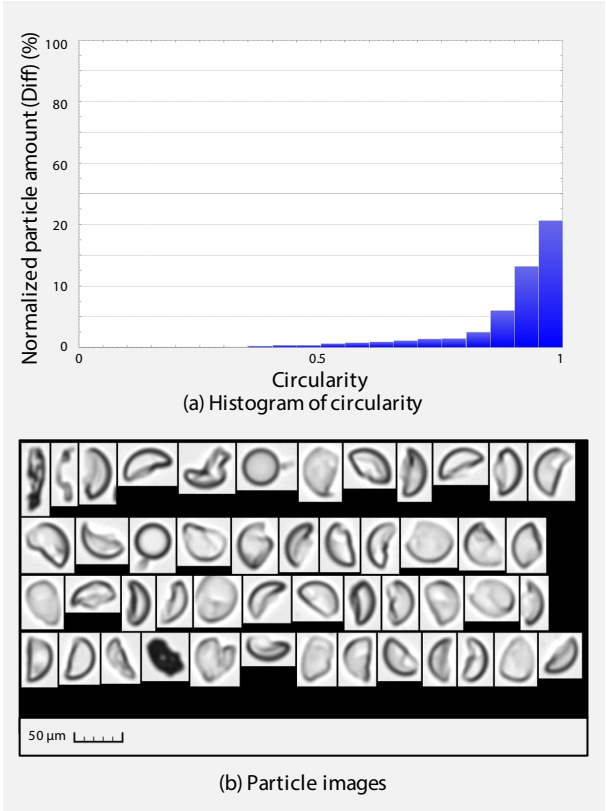 Normalized particle amount (Diff) (%)
100
80
60
20
10
0
0
0.5
1
Circularity
(a) Histogram of circularity
50 µm
(b) Particle images